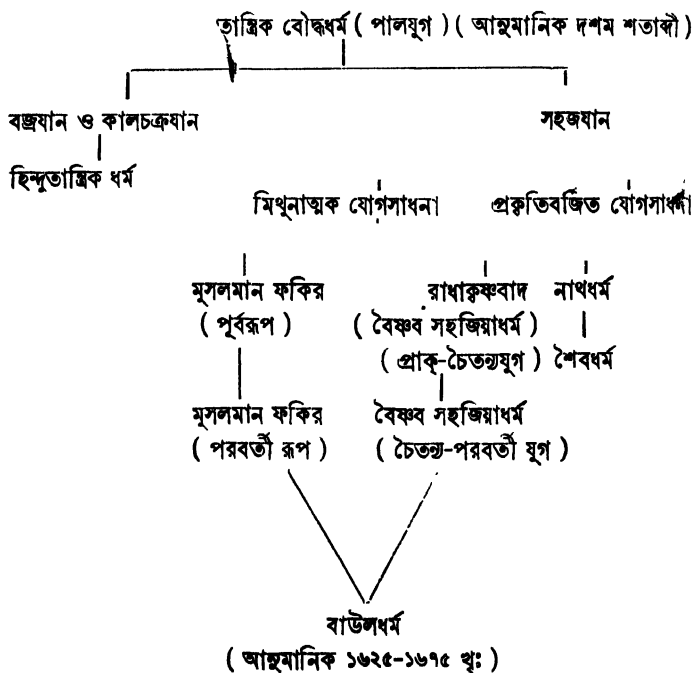 তান্ত্রিক বৌদ্ধধর্ম ( পালযুগ ) ( আনুমানিক দশম শতাব্দী )
বজ্রযান ও কালচক্রযান সহজযান
হিন্দুতান্ত্রিক ধর্ম
মিথুনাত্মক যোগসাধনা প্রকৃতিবর্জিত যোগসাধনা
মুসলমান ফকির রাধাকৃষ্ণবাদ নাথধর্ম
( পূর্বরূপ ) ( বৈষ্ণব সহজিয়াধর্ম )
( প্রাক্-চৈতন্যযুগ ) শৈবধর্ম
মুসলমান ফকির বৈষ্ণব সহজিয়াধর্ম
( পরবর্তী রূপ ) ( চৈতন্য-পরবর্তী যুগ )
বাউলধর্ম
( আনুমানিক ১৬২৫-১৬৭৫ খৃঃ )